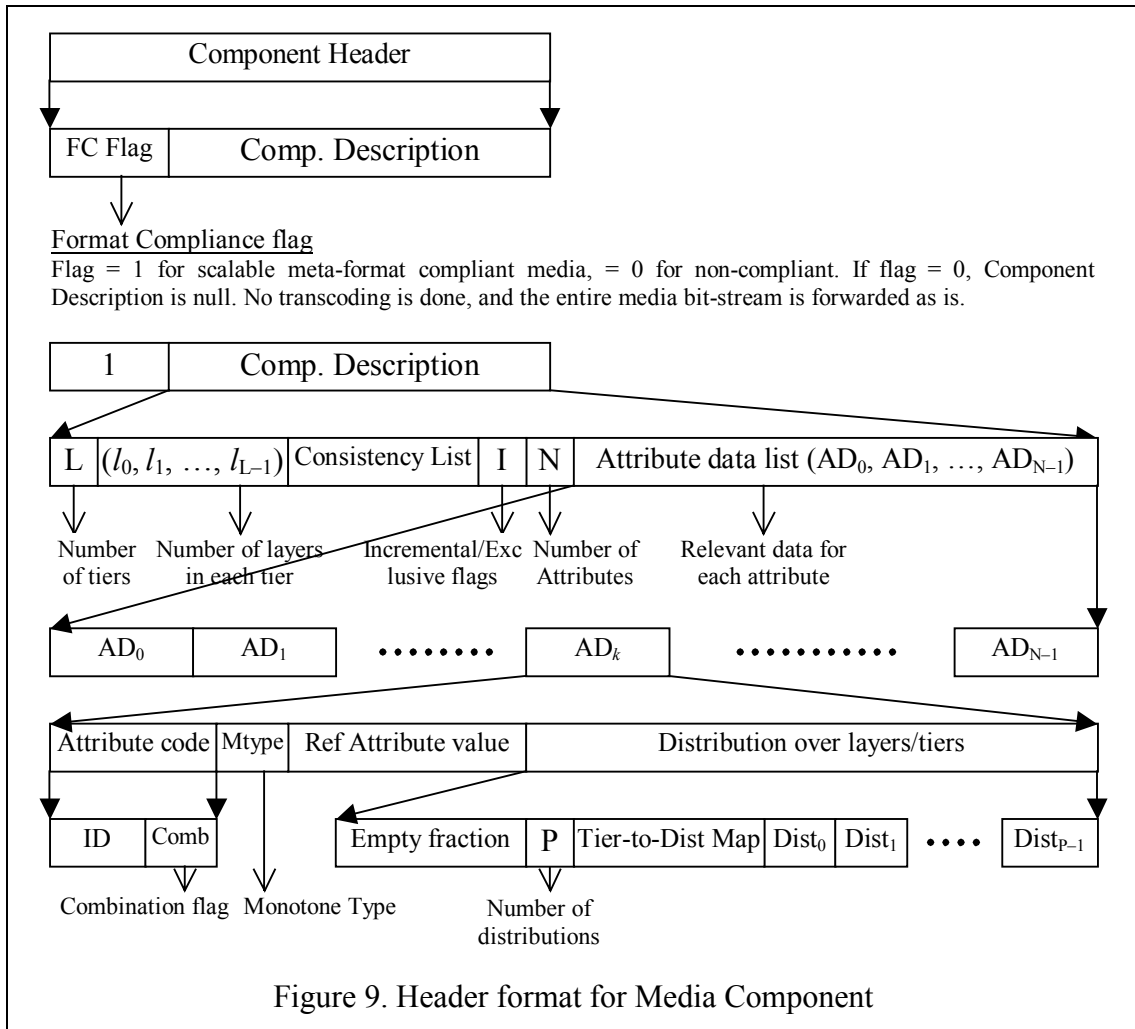 Component Header
FC Flag Comp. Description
Format Compliance flag
Flag = 1 for scalable meta-format compliant media, = 0 for non-compliant. If flag = 0, Component
Description is null. No transcoding is done, and the entire media bit-stream is forwarded as is.
1 Comp. Description
L (l0, l1, …, lL–1) Consistency List I N Attribute data list (AD0, AD1, …, ADN–1)
Number of tiers
Number of layers in each tier
Incremental/Exc lusive flags
Number of Attributes
Relevant data for each attribute
AD0 AD1 ADk ADN–1
Attribute code Mtype Ref Attribute value Distribution over layers/tiers
ID Comb Empty fraction P Tier-to-Dist Map Dist0 Dist1 DistP–1
Combination flag Monotone Type
Number of distributions
Figure 9. Header format for Media Component